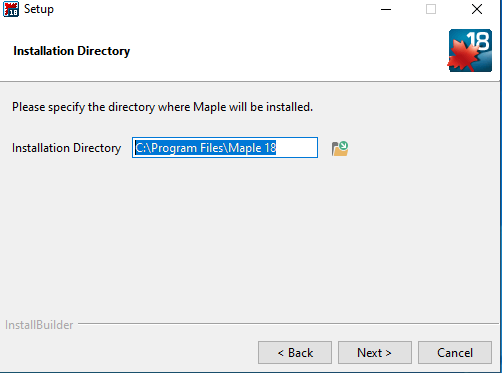 18 Setup
Installation Directory
18
Please specify the directory where Maple will be installed.
Installation Directory C:\Program Files\Maple 18
InstallBuilder
< Back Next > Cancel